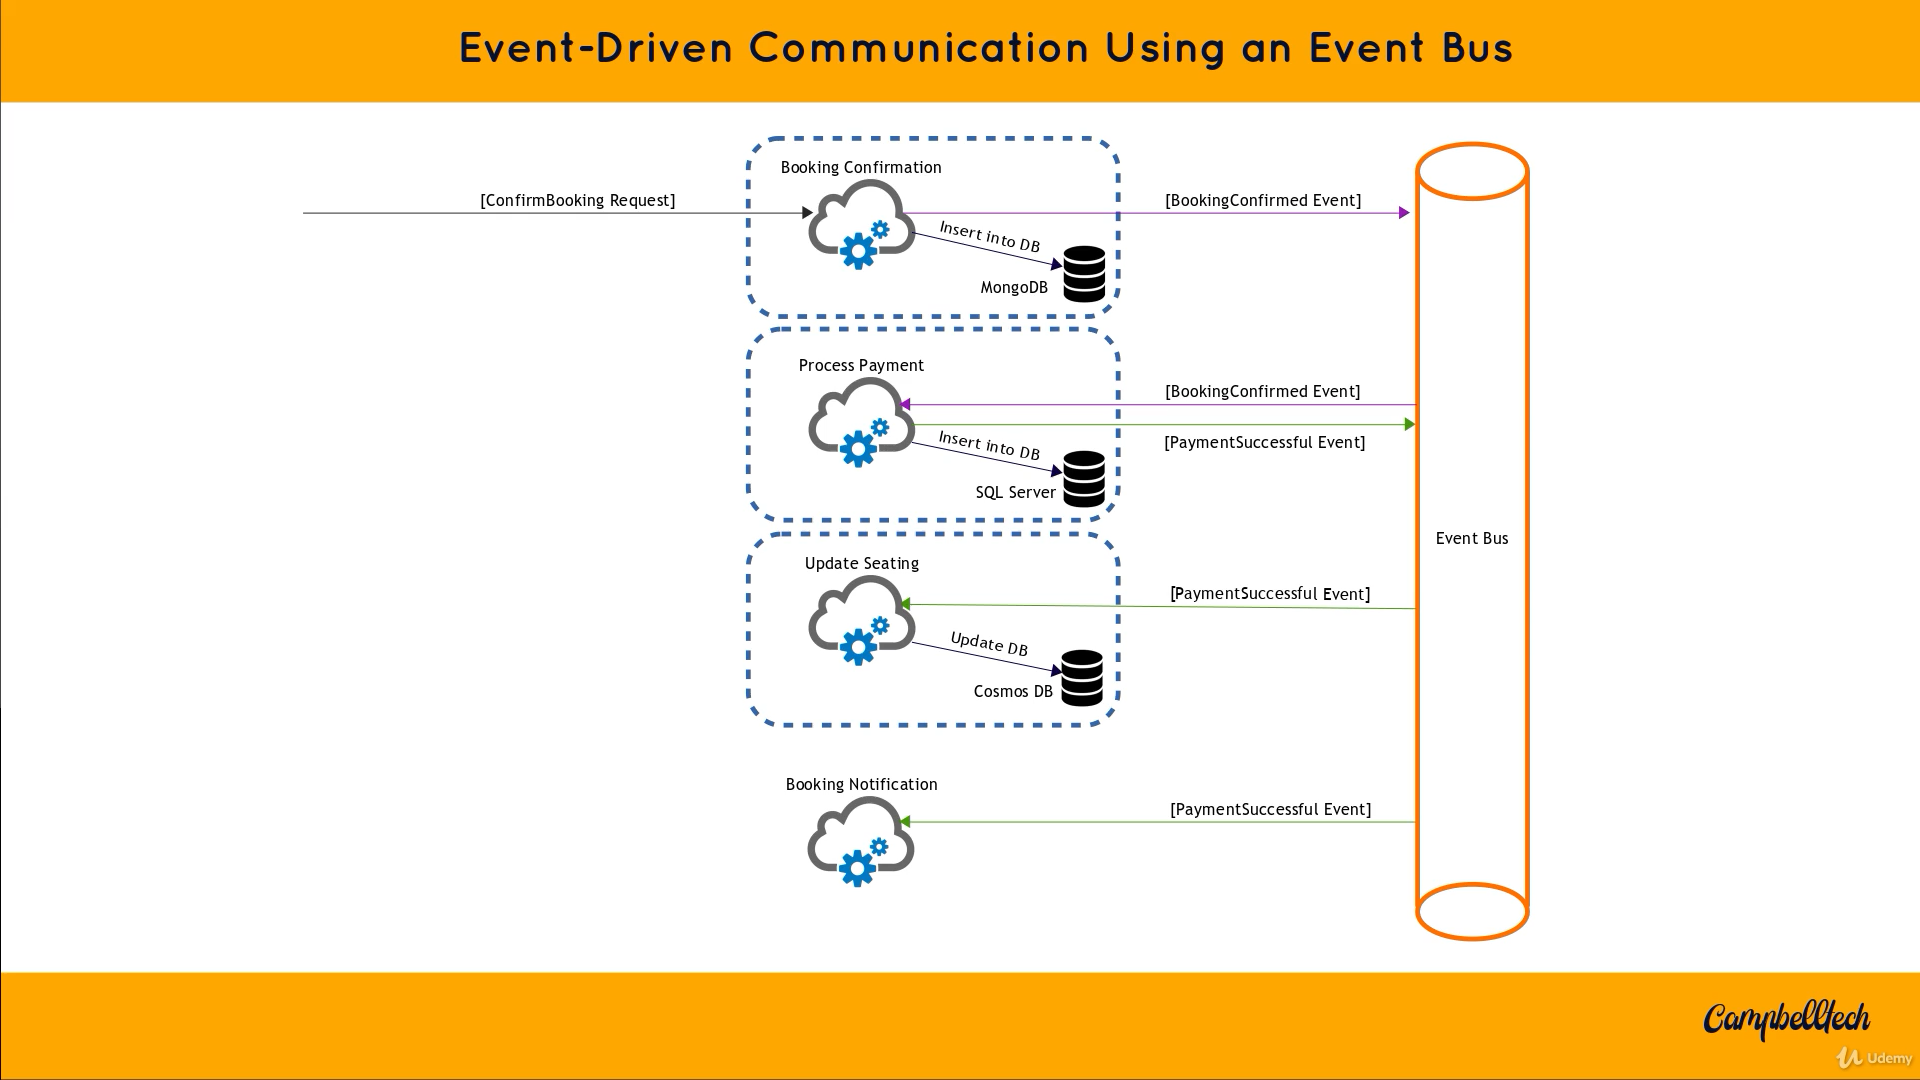 Event-Driven Communication Using an Event Bus
Booking Confirmation
[ConfirmBooking Request]
[BookingConfirmed Event]
Insert into DB
MongoDB
Process Payment
[BookingConfirmed Event]
[PaymentSuccessful Event]
Insert into DB
SQL Server
Event Bus
Update Seating
[PaymentSuccessful Event]
Update DB
Cosmos DB
Booking Notification
[PaymentSuccessful Event]
Campbelltech
Udemy